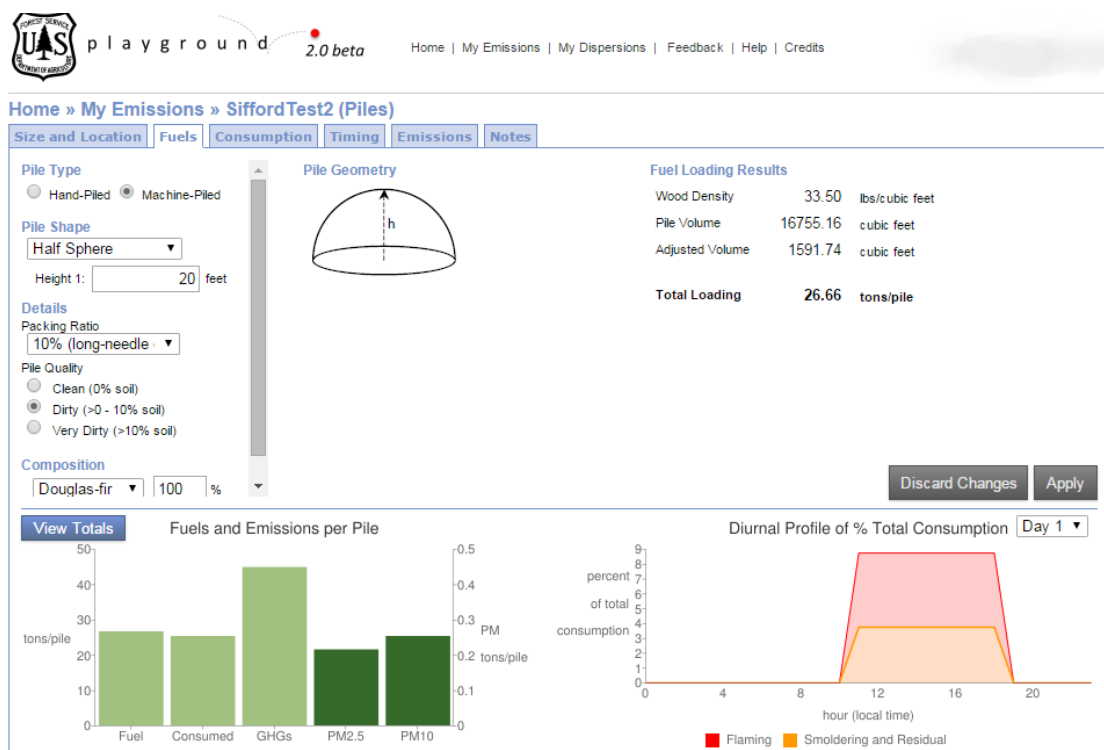 FOREST SERVICE
U S
DEPARTMENT OF AGRICULTURE
playground
2.0 beta
Home | My Emissions | My Dispersions | Feedback | Help | Credits
Home » My Emissions » SiffordTest2 (Piles)
Size and Location Fuels Consumption Timing Emissions Notes
Pile Type
Hand-Piled Machine-Piled
Pile Shape
Half Sphere
Height 1: 20 feet
Details
Packing Ratio
10% (long-needle
Pile Quality
Clean (0% soil)
Dirty (>0 - 10% soil)
Very Dirty (>10% soil)
Composition
Douglas-fir 100 %
Pile Geometry
h
Fuel Loading Results
Wood Density 33.50 lbs/cubic feet
Pile Volume 16755.16 cubic feet
Adjusted Volume 1591.74 cubic feet
Total Loading 26.66 tons/pile
Discard Changes Apply
View Totals
Fuels and Emissions per Pile
50
40
30
20
10
0
tons/pile
0.5
0.4
0.3
0.2
0.1
0
PM
tons/pile
Fuel Consumed GHGs PM2.5 PM10
Diurnal Profile of % Total Consumption Day 1
percent
of total
consumption
9
8
7
6
5
4
3
2
1
0
0 4 8 12 16 20
hour (local time)
Flaming Smoldering and Residual